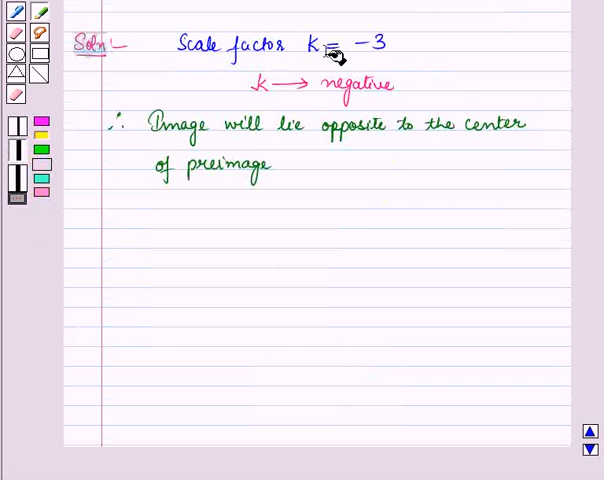 Soln:- Scale factor k = -3
k → negative
∴ Image will lie opposite to the center
of preimage